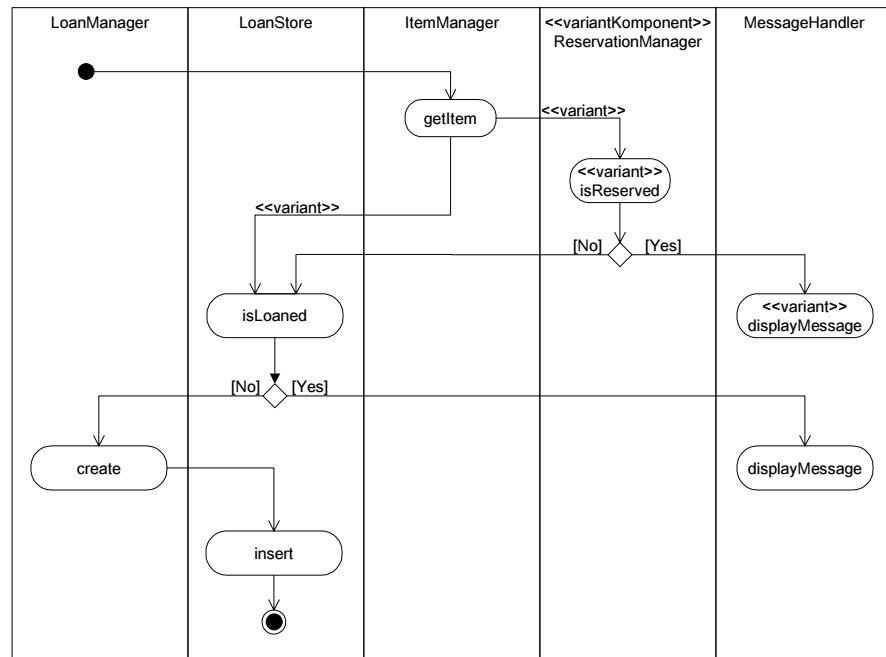 LoanManager
LoanStore
ItemManager
<<variantKomponent>>
ReservationManager
MessageHandler
getItem
<<variant>>
<<variant>>
isReserved
<<variant>>
[No]
[Yes]
isLoaned
<<variant>>
displayMessage
[No]
[Yes]
create
displayMessage
insert